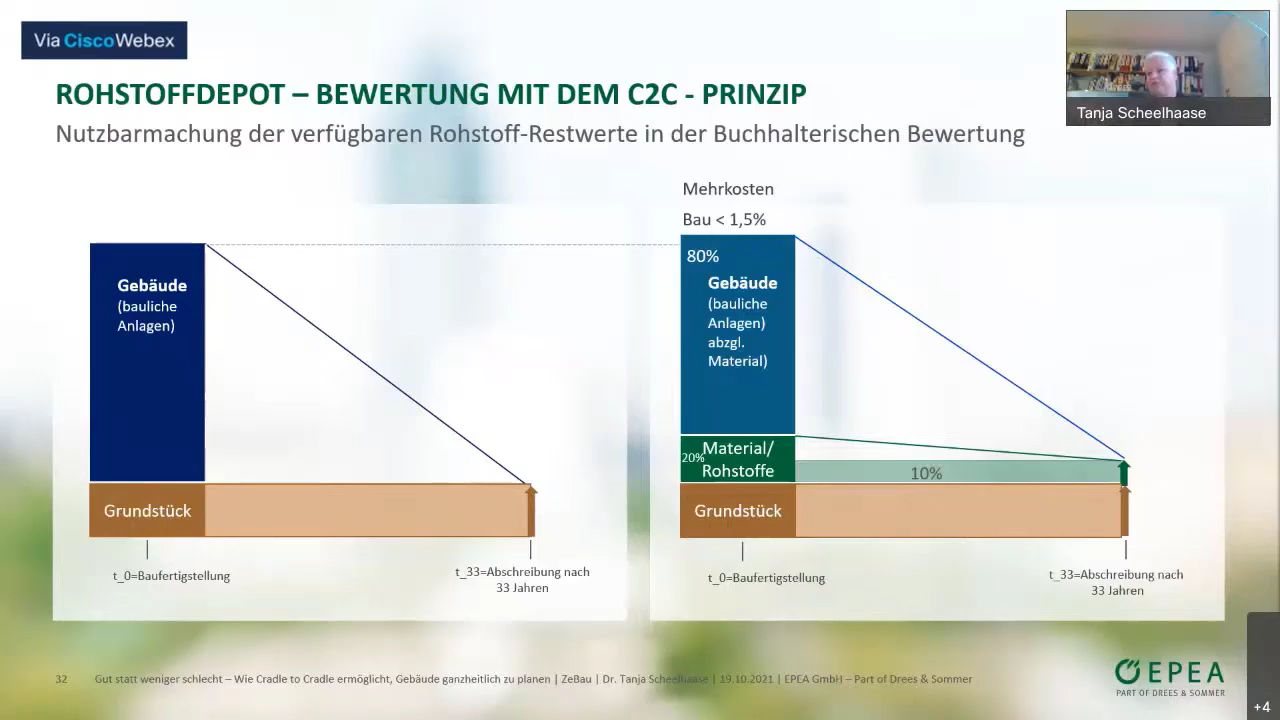 Via CiscoWebex
Tanja Scheelhaase
ROHSTOFFDEPOT – BEWERTUNG MIT DEM C2C - PRINZIP
Nutzbarmachung der verfügbaren Rohstoff-Restwerte in der Buchhalterischen Bewertung
Gebäude
(bauliche
Anlagen)
Grundstück
t_0=Baufertigstellung
t_33=Abschreibung nach
33 Jahren
Mehrkosten
Bau < 1,5%
80%
Gebäude
(bauliche
Anlagen)
abzgl.
Material)
20%
Material/
Rohstoffe
10%
Grundstück
t_0=Baufertigstellung
t_33=Abschreibung nach
33 Jahren
32 Gut statt weniger schlecht – Wie Cradle to Cradle ermöglicht, Gebäude ganzheitlich zu planen | ZeBau | Dr. Tanja Scheelhaase | 19.10.2021 | EPEA GmbH – Part of Drees & Sommer
EPEA
PART OF DREES & SOMMER
+4